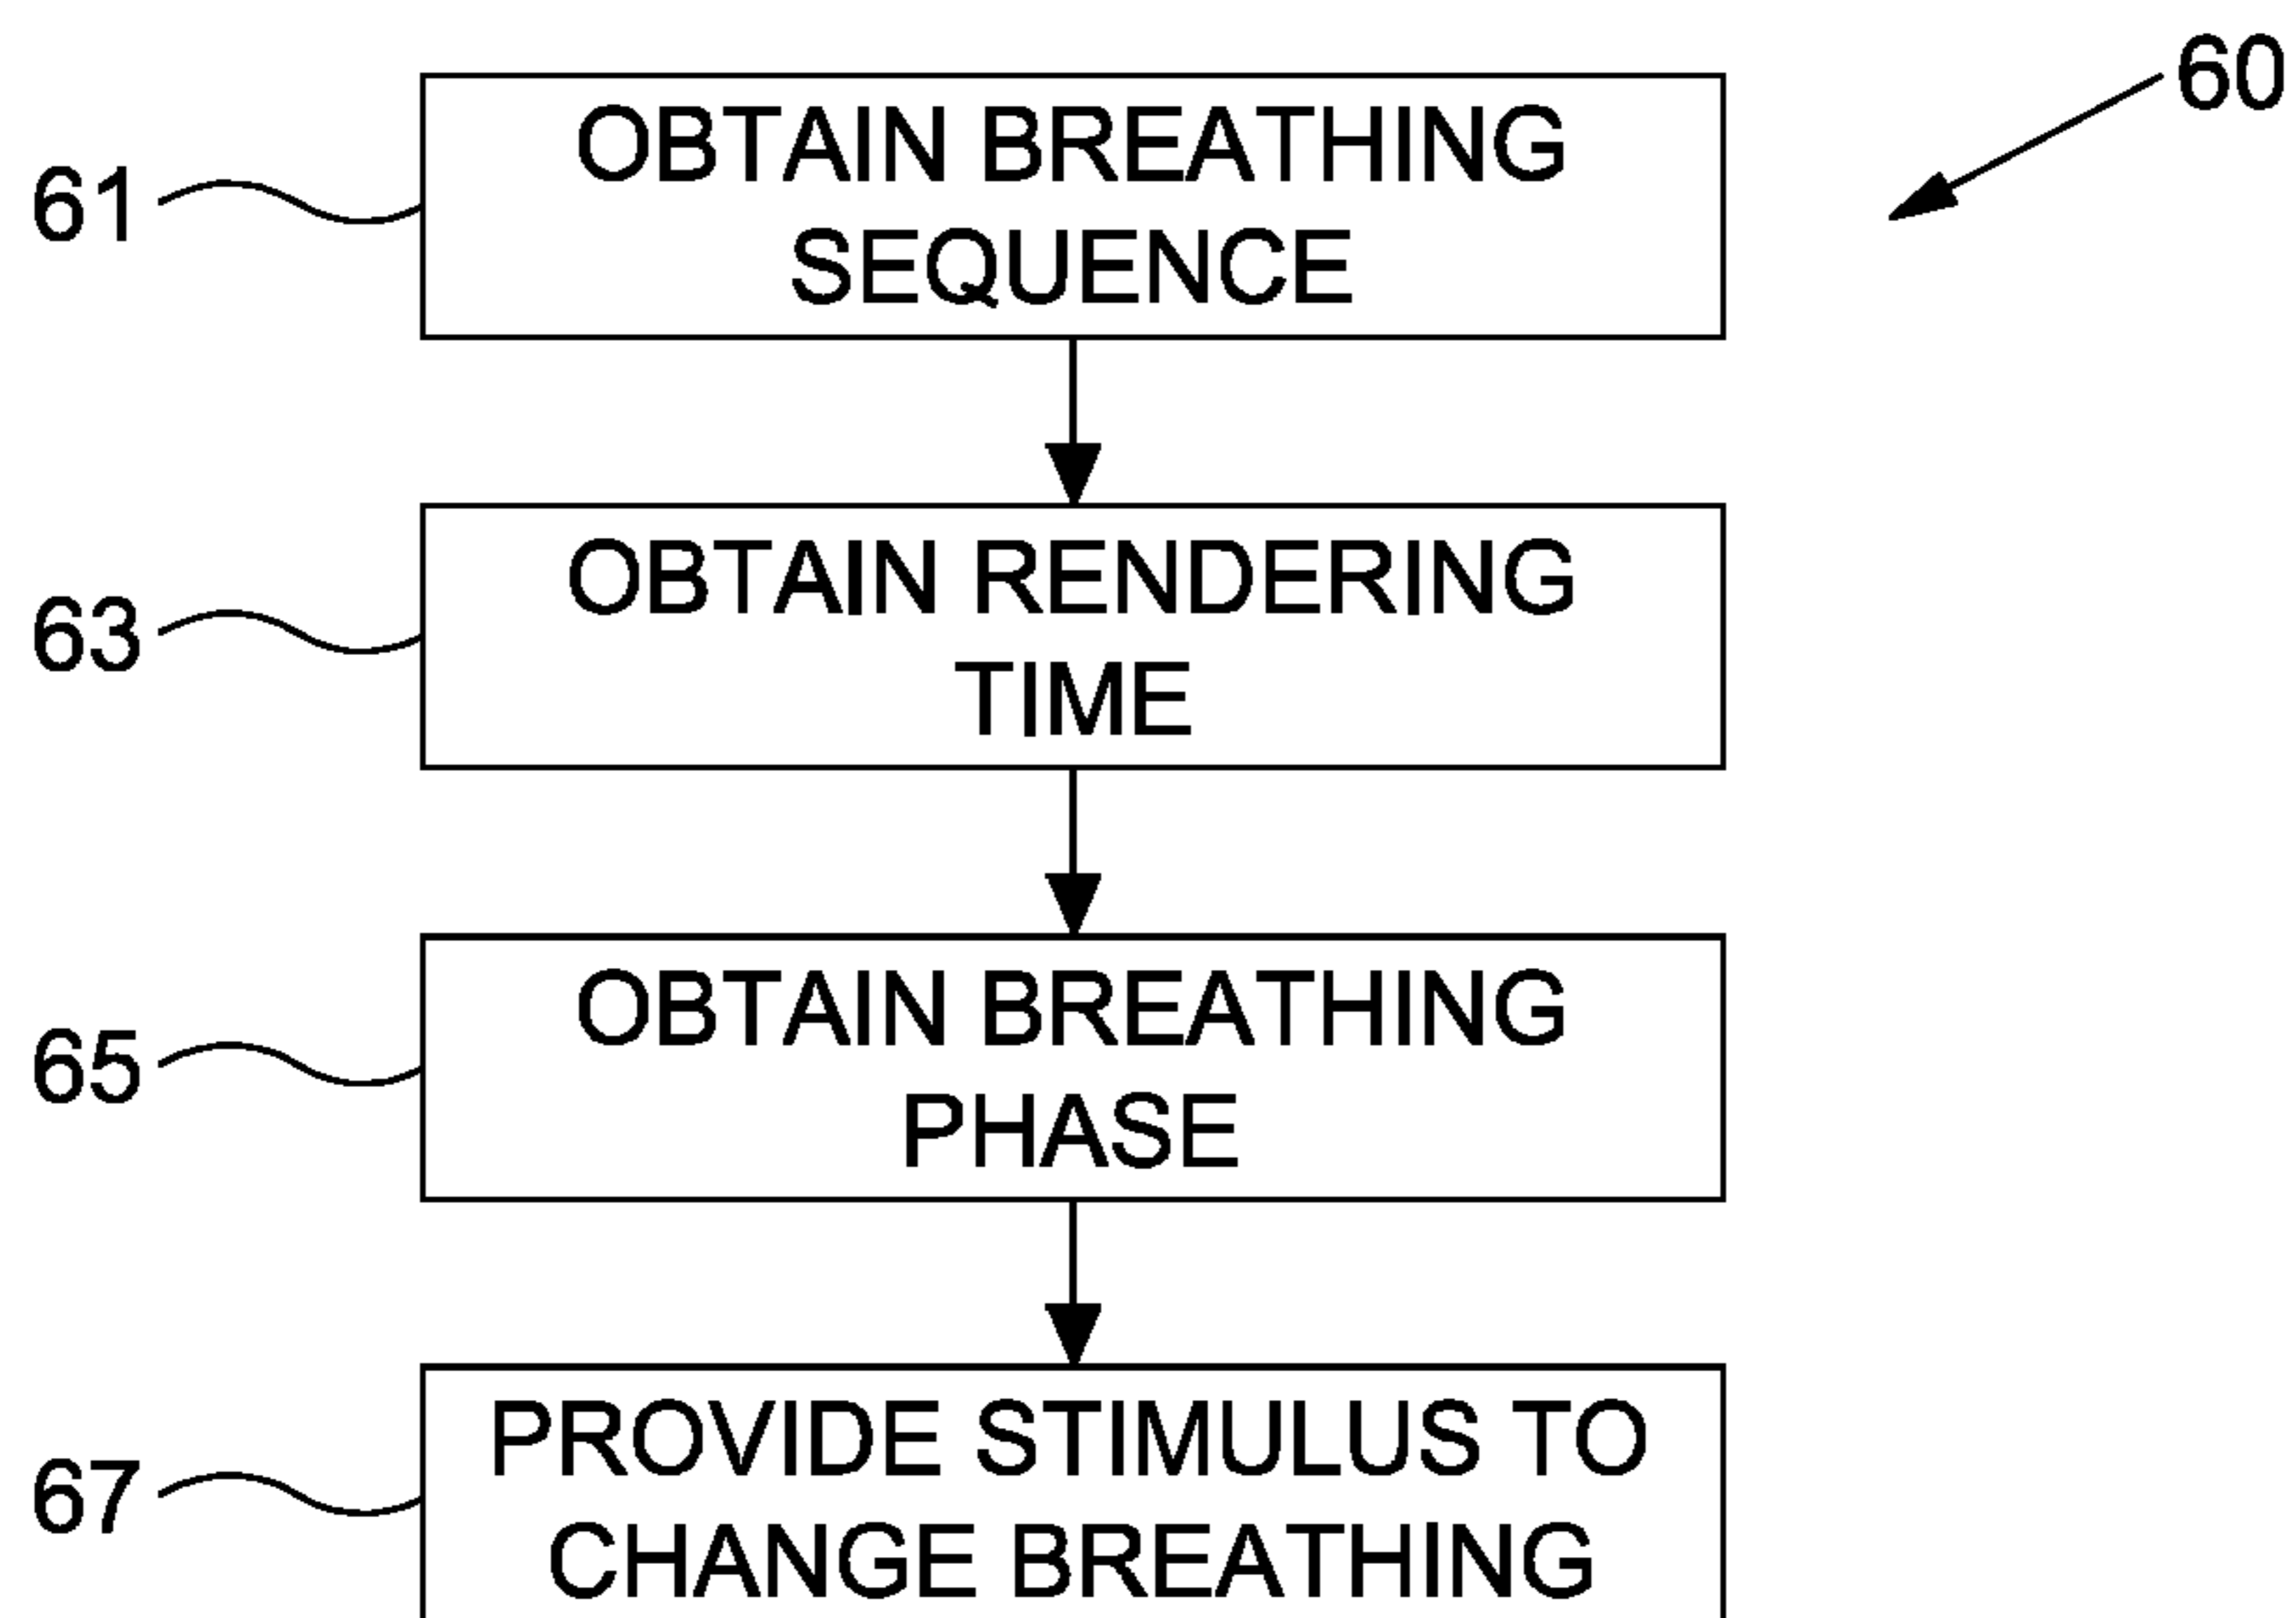 60
61
OBTAIN BREATHING
SEQUENCE
63
OBTAIN RENDERING
TIME
65
OBTAIN BREATHING
PHASE
67
PROVIDE STIMULUS TO
CHANGE BREATHING